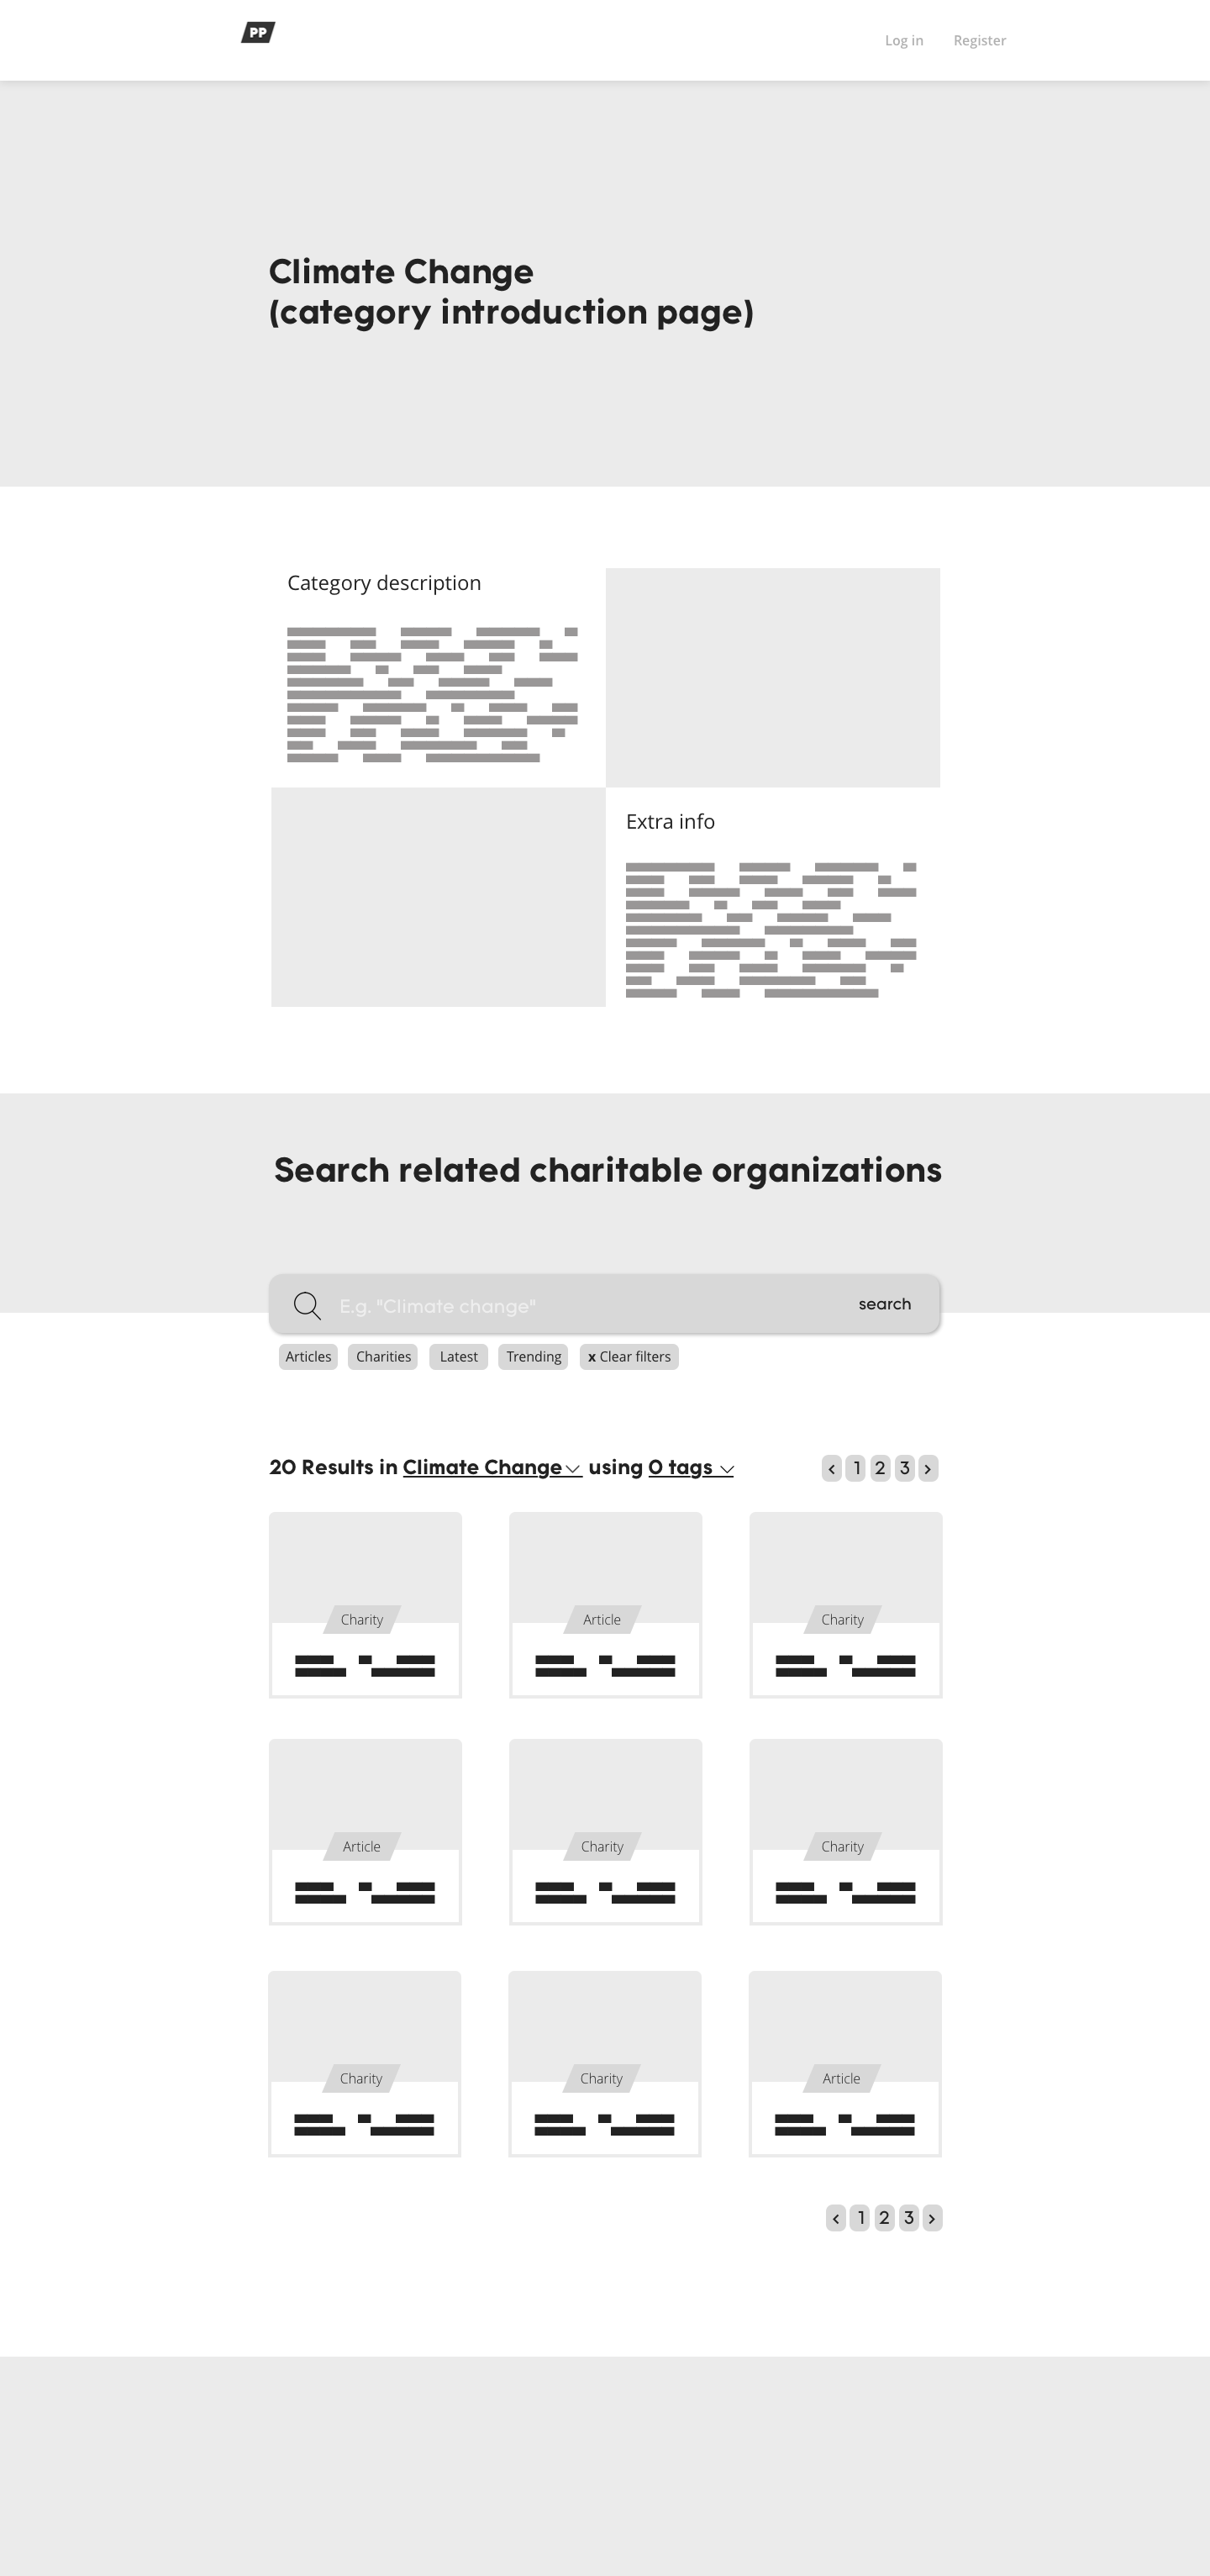 PP
Log in Register
Climate Change
(category introduction page)
Category description
Extra info
Search related charitable organizations
E.g. "Climate change" search
Articles Charities Latest Trending x Clear filters
20 Results in Climate Change using 0 tags < 1 2 3 >
Charity Article Charity
Article Charity Charity
Charity Charity Article
< 1 2 3 >